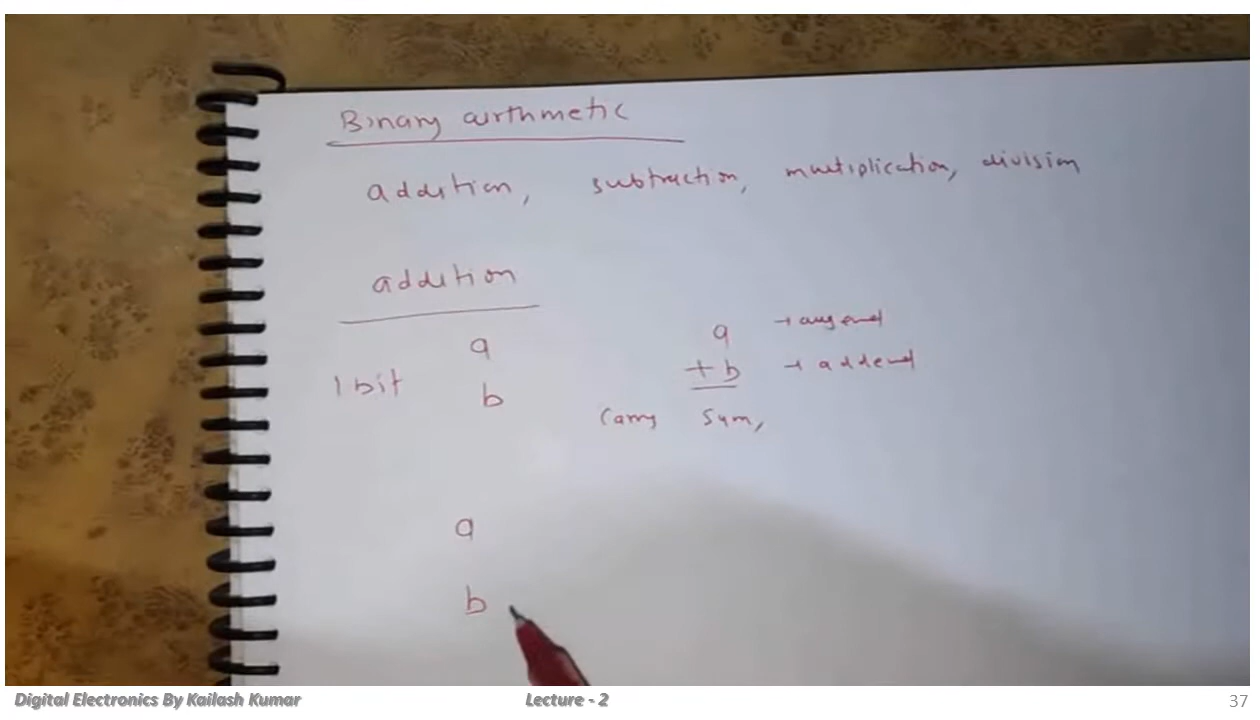 Binary airthmetic
addition, subtraction, multiplication, division
addition
a a → augend
1 bit b + b → addend
Carry Sum,
a
b
Digital Electronics By Kailash Kumar Lecture - 2 37